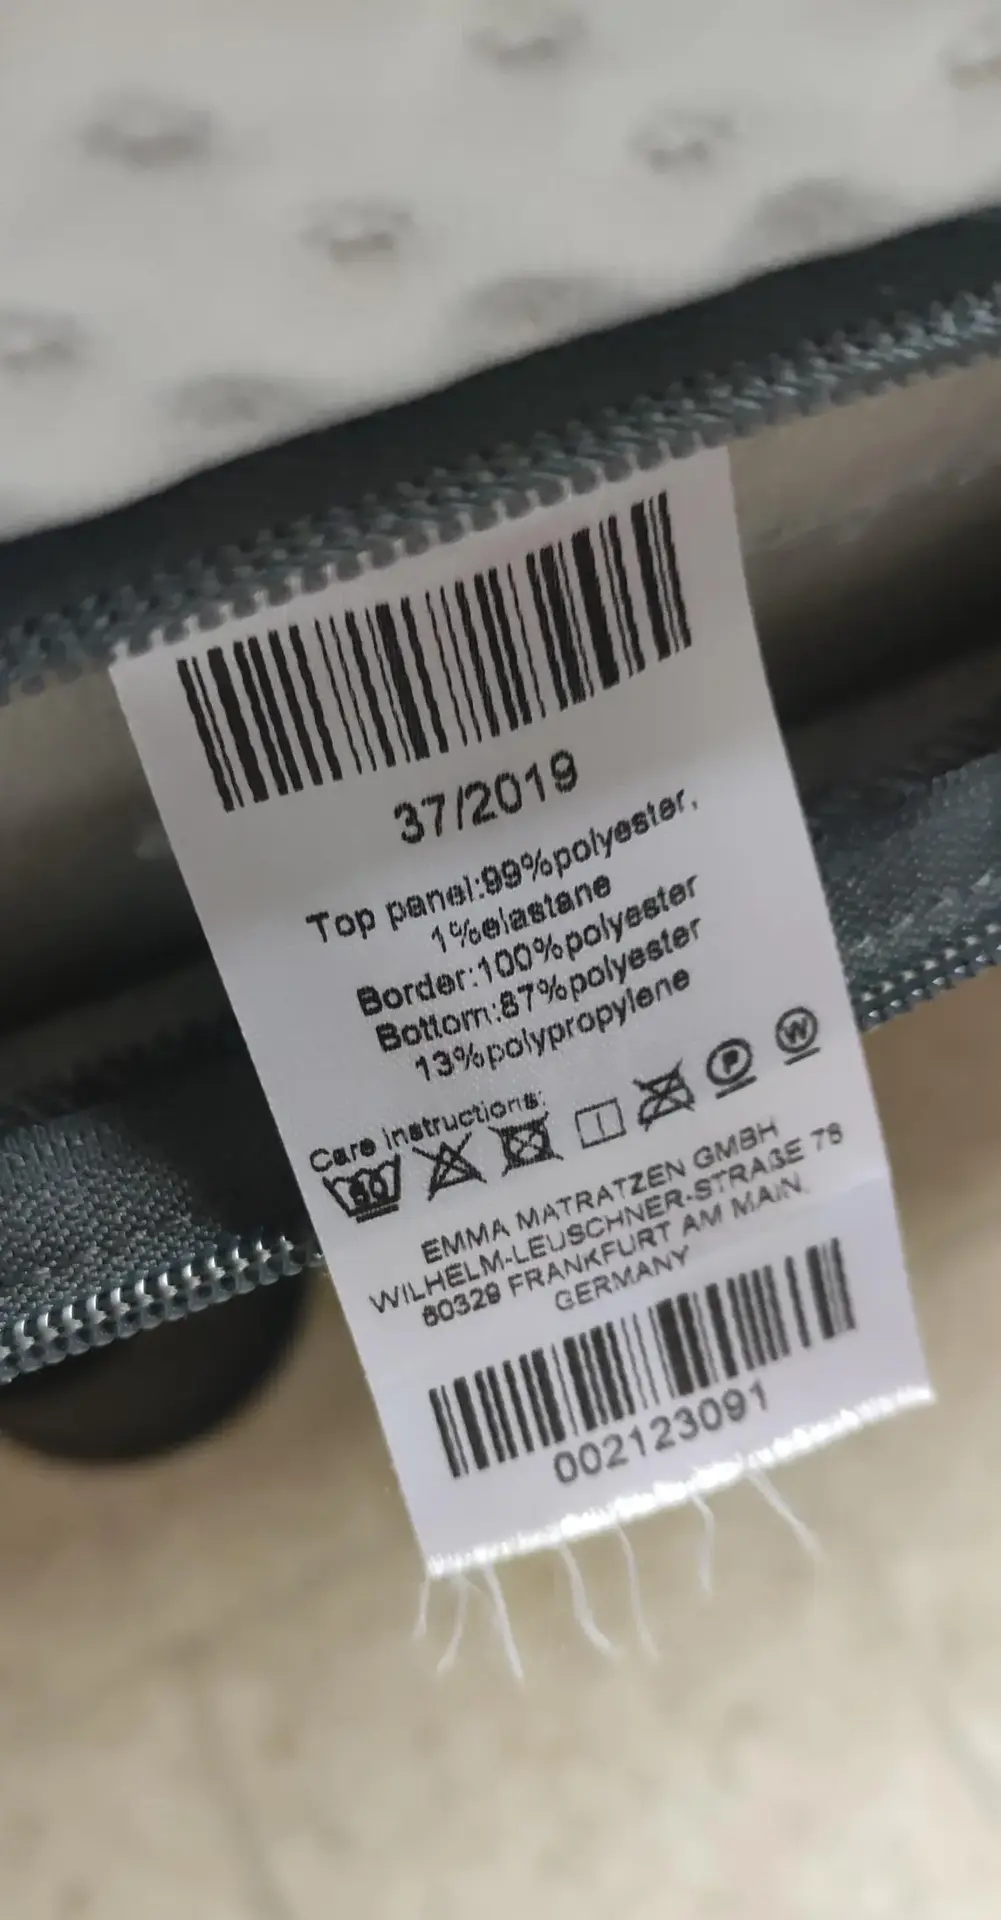 37/2019
Top panel:99%polyester,
1%elastane
Border:100%polyester
Bottom:87%polyester
13%polypropylene
Care instructions:
60
P
W
EMMA MATRATZEN GMBH
WILHELM-LEUSCHNER-STRAßE 78
60329 FRANKFURT AM MAIN,
GERMANY
002123091